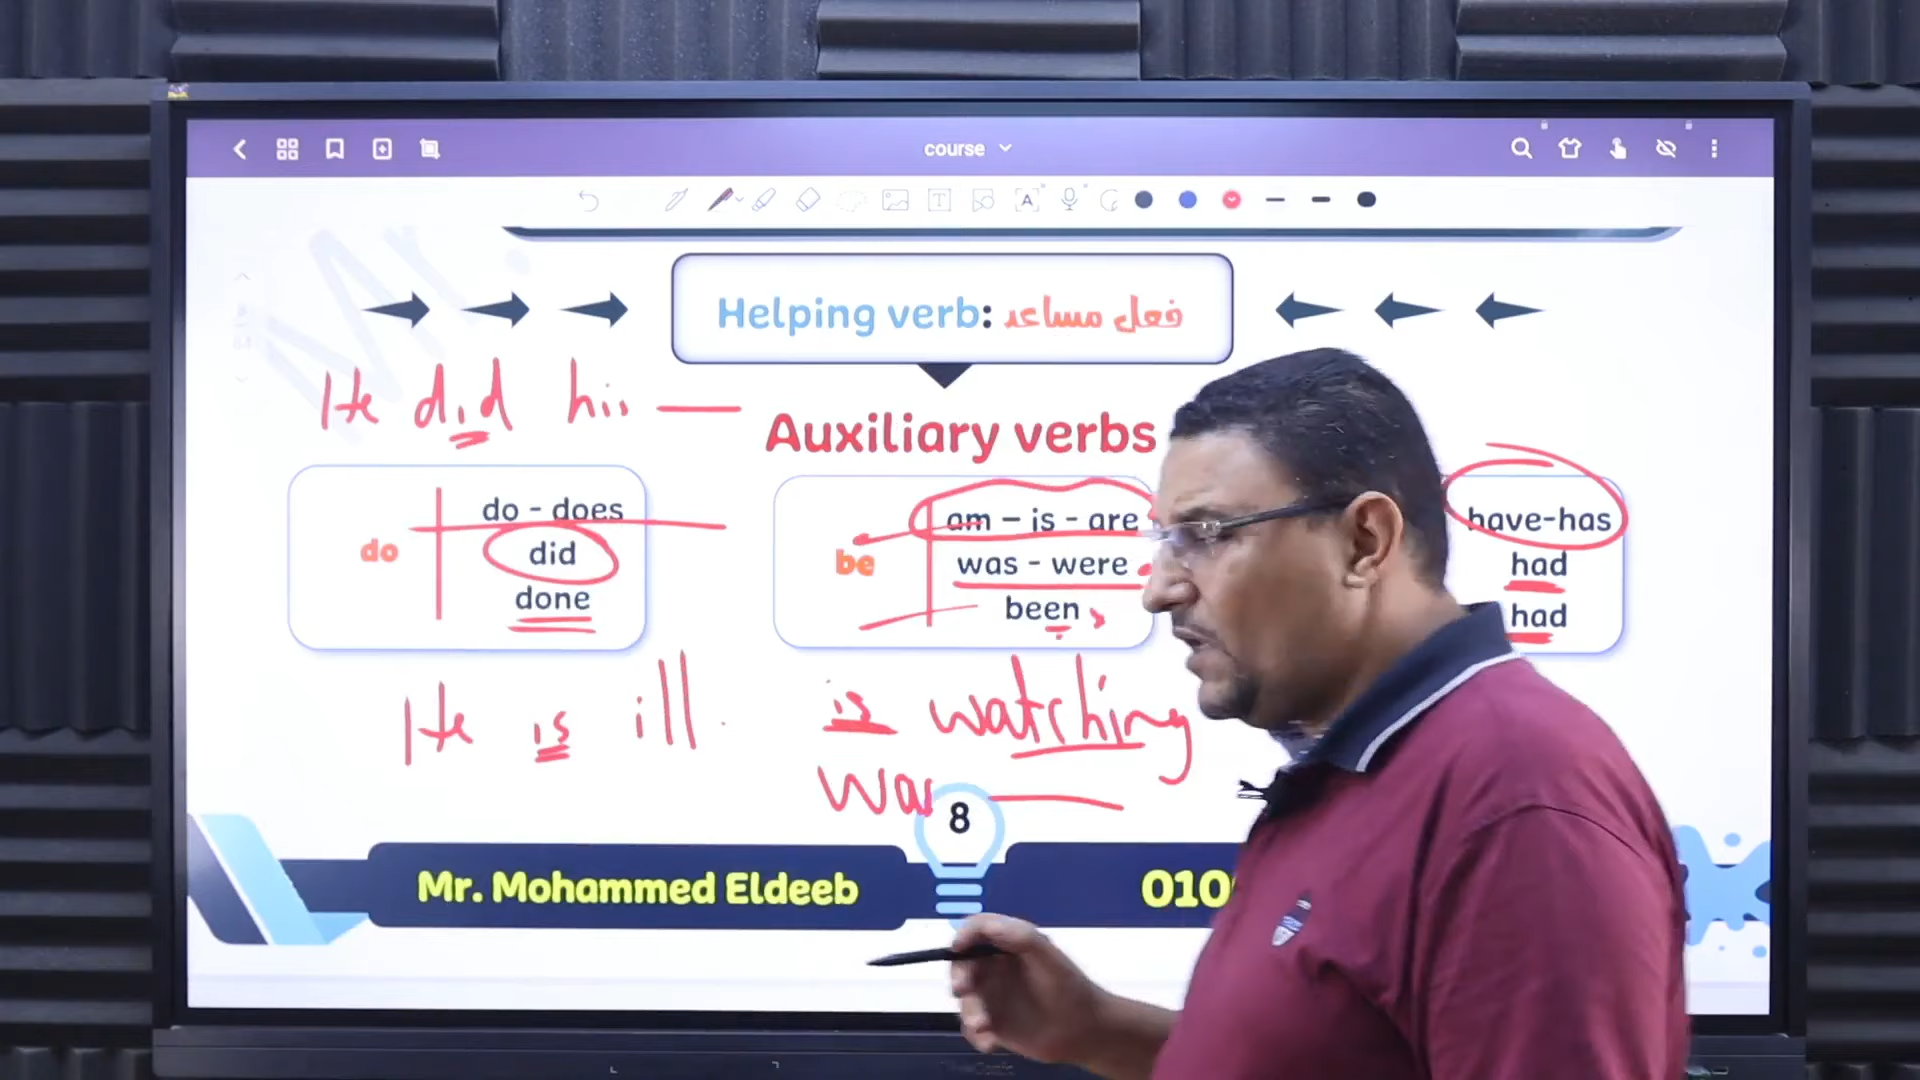 course
Helping verb: فعل مساعد
He did his
Auxiliary verbs
do
do - does
did
done
be
am – is - are
was - were
been
have-has
had
had
He is ill.
is watching
was
8
Mr. Mohammed Eldeeb
010